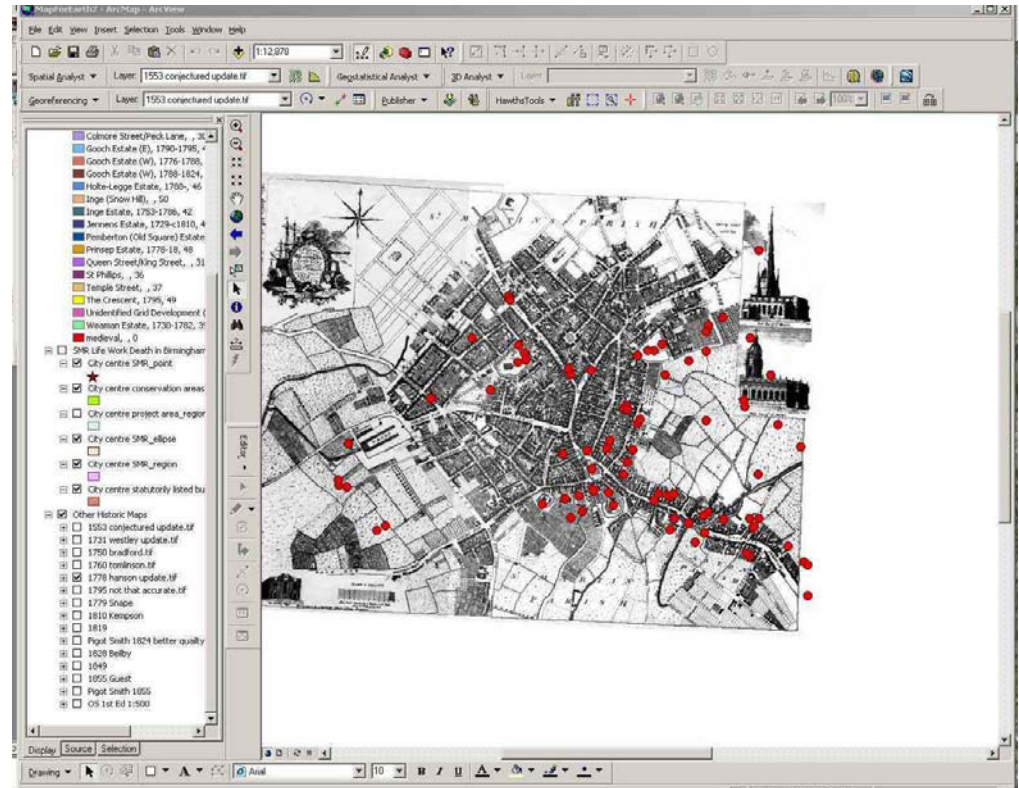 MapForEarthy - ArcMap - ArcView
File Edit View Insert Selection Tools Window Help
1:12,878
Spatial Analyst Layer: 1553 conjectured update.tif Geostatistical Analyst 3D Analyst Layer:
Georeferencing Layer: 1553 conjectured update.tif Publisher HawthsTools 100%
Colmore Street/Peck Lane, , 30
Gooch Estate (E), 1790-1795,
Gooch Estate (W), 1776-1788,
Gooch Estate (W), 1788-1824,
Holte-Legge Estate, 1788-, 46
Inge (Snow Hill), , 50
Inge Estate, 1753-1786, 42
Jennens Estate, 1729-c1810, 4
Pemberton (Old Square) Estate
Prinsep Estate, 1778-18, 48
Queen Street/King Street, , 31
St Phillips, , 36
Temple Street, , 37
The Crescent, 1795, 49
Unidentified Grid Development (
Weaman Estate, 1730-1782, 39
medieval, , 0
SMR Life Work Death in Birmingham
City centre SMR_point
City centre conservation areas
City centre project area_region
City centre SMR_ellipse
City centre SMR_region
City centre statutorily listed bu
Other Historic Maps
1553 conjectured update.tif
1731 westley update.tif
1750 bradford.tif
1760 tomlinson.tif
1778 hanson update.tif
1795 not that accurate.tif
1779 Snape
1810 Kempson
1819
Pigot Smith 1824 better quality
1828 Beilby
1849
1855 Guest
Pigot Smith 1855
OS 1st Ed 1:500
Display Source Selection
Editor
PARISH
PARISH
Drawing A Arial 10 B I U A